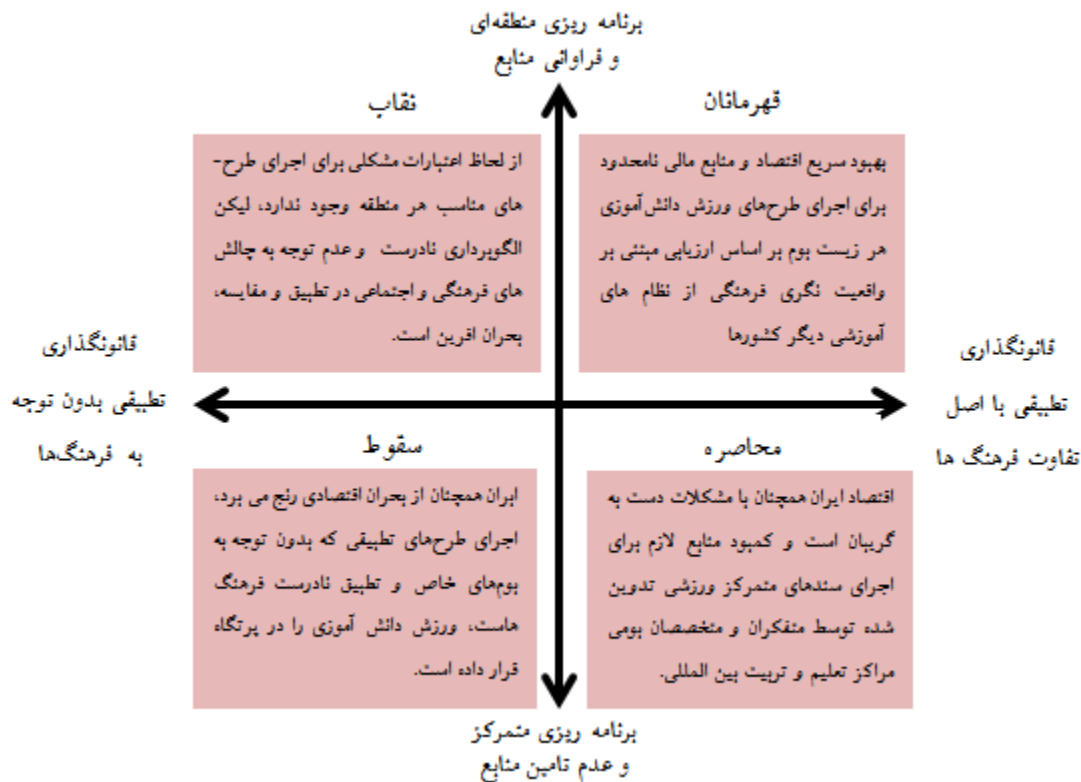 برنامه ریزی منطقه‌ای
و فراوانی منابع
قهرمانان
بهبود سریع اقتصاد و منابع مالی نامحدود
برای اجرای طرح‌های ورزش دانش‌آموزی
هر زیست بوم بر اساس ارزیابی مبتنی بر
واقعیت نگری فرهنگی از نظام های
آموزشی دیگر کشورها
نقاب
از لحاظ اعتبارات مشکلی برای اجرای طرح-
های مناسب هر منطقه وجود ندارد، لیکن
الگوبرداری نادرست و عدم توجه به چالش
های فرهنگی و اجتماعی در تطبیق و مقایسه،
بحران افرین است.
قانونگذاری
تطبیقی با اصل
تفاوت فرهنگ ها
قانونگذاری
تطبیقی بدون توجه
به فرهنگ‌ها
محاصره
اقتصاد ایران همچنان با مشکلات دست به
گریبان است و کمبود منابع لازم برای
اجرای سندهای متمرکز ورزشی تدوین
شده توسط متفکران و متخصصان بومی
مراکز تعلیم و تربیت بین المللی.
سقوط
ایران همچنان از بحران اقتصادی رنج می برد،
اجرای طرح‌های تطبیقی که بدون توجه به
بوم‌های خاص و تطبیق نادرست فرهنگ
هاست، ورزش دانش آموزی را در پرتگاه
قرار داده است.
برنامه ریزی متمرکز
و عدم تامین منابع